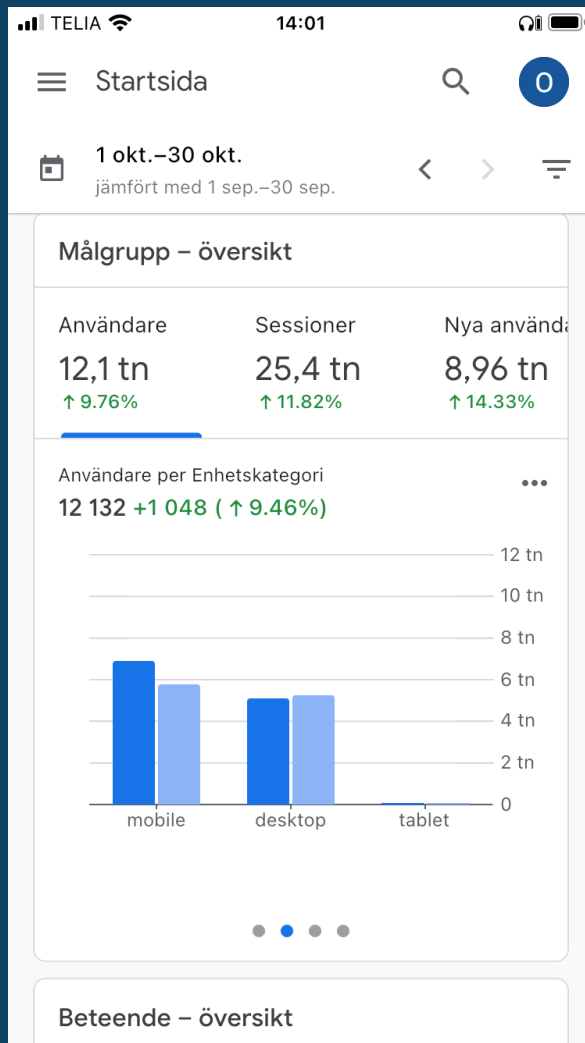 TELIA 14:01
Startsida O
1 okt.–30 okt.
jämfört med 1 sep.–30 sep.
Målgrupp – översikt
Användare Sessioner Nya använda
12,1 tn 25,4 tn 8,96 tn
↑ 9.76% ↑ 11.82% ↑ 14.33%
Användare per Enhetskategori
12 132 +1 048 ( ↑ 9.46%)
12 tn
10 tn
8 tn
6 tn
4 tn
2 tn
0
mobile desktop tablet
Beteende – översikt